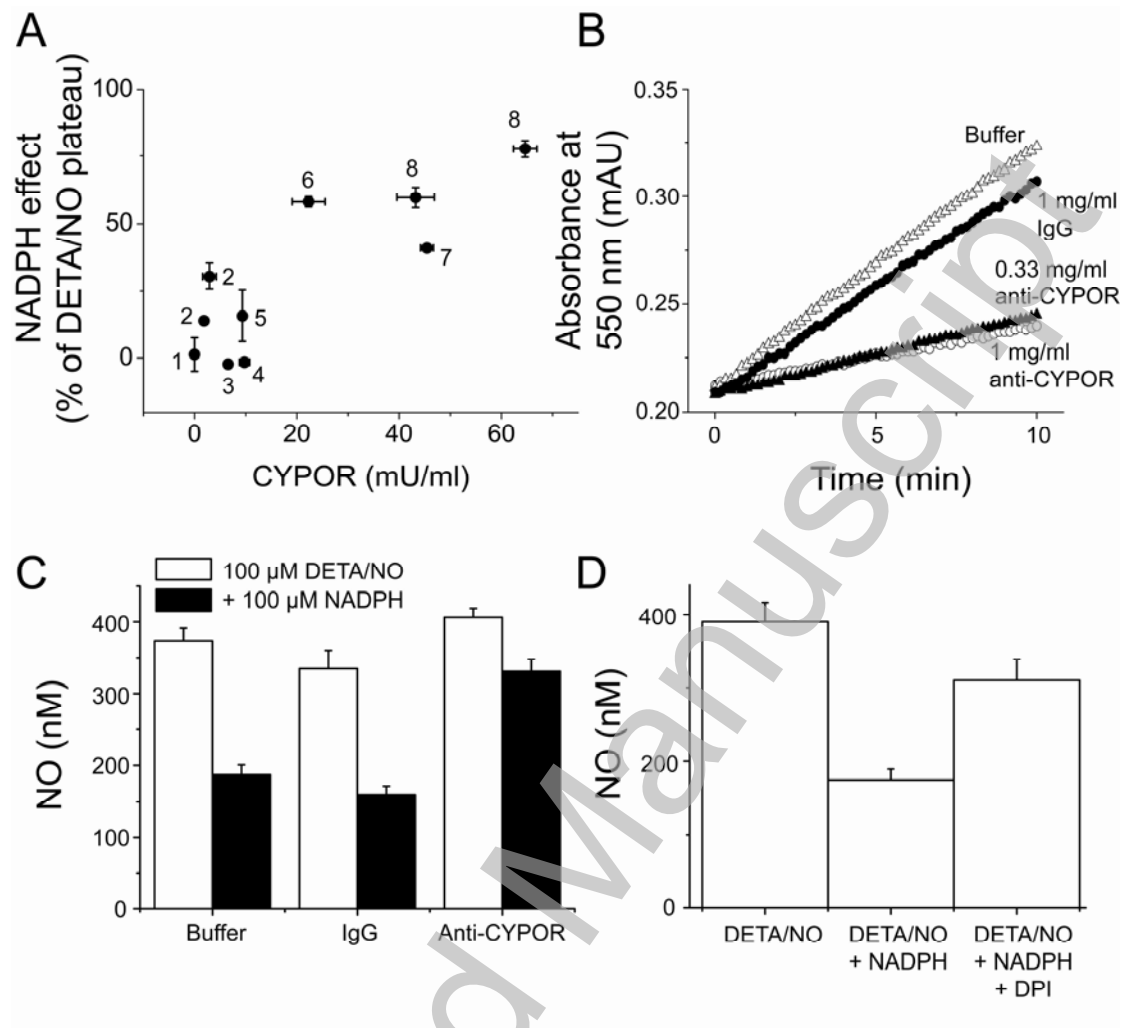 A
NADPH effect
(% of DETA/NO plateau)
100
50
0
8
6
8
7
2
2
5
1
3
4
0
20
40
60
CYPOR (mU/ml)
B
Absorbance at
550 nm (mAU)
0.35
0.30
0.25
0.20
Buffer
1 mg/ml
IgG
0.33 mg/ml
anti-CYPOR
1 mg/ml
anti-CYPOR
0
5
10
Time (min)
C
100 µM DETA/NO
+ 100 µM NADPH
NO (nM)
400
300
200
100
0
Buffer
IgG
Anti-CYPOR
D
NO (nM)
400
200
0
DETA/NO
DETA/NO
+ NADPH
DETA/NO
+ NADPH
+ DPI
d Manuscript